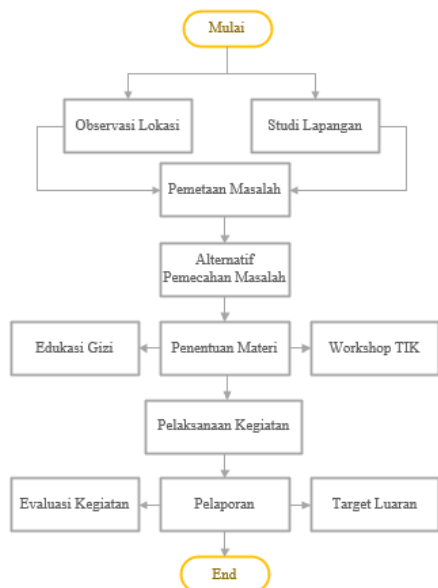 Mulai
Observasi Lokasi
Studi Lapangan
Pemetaan Masalah
Alternatif
Pemecahan Masalah
Edukasi Gizi
Penentuan Materi
Workshop TIK
Pelaksanaan Kegiatan
Evaluasi Kegiatan
Pelaporan
Target Luaran
End